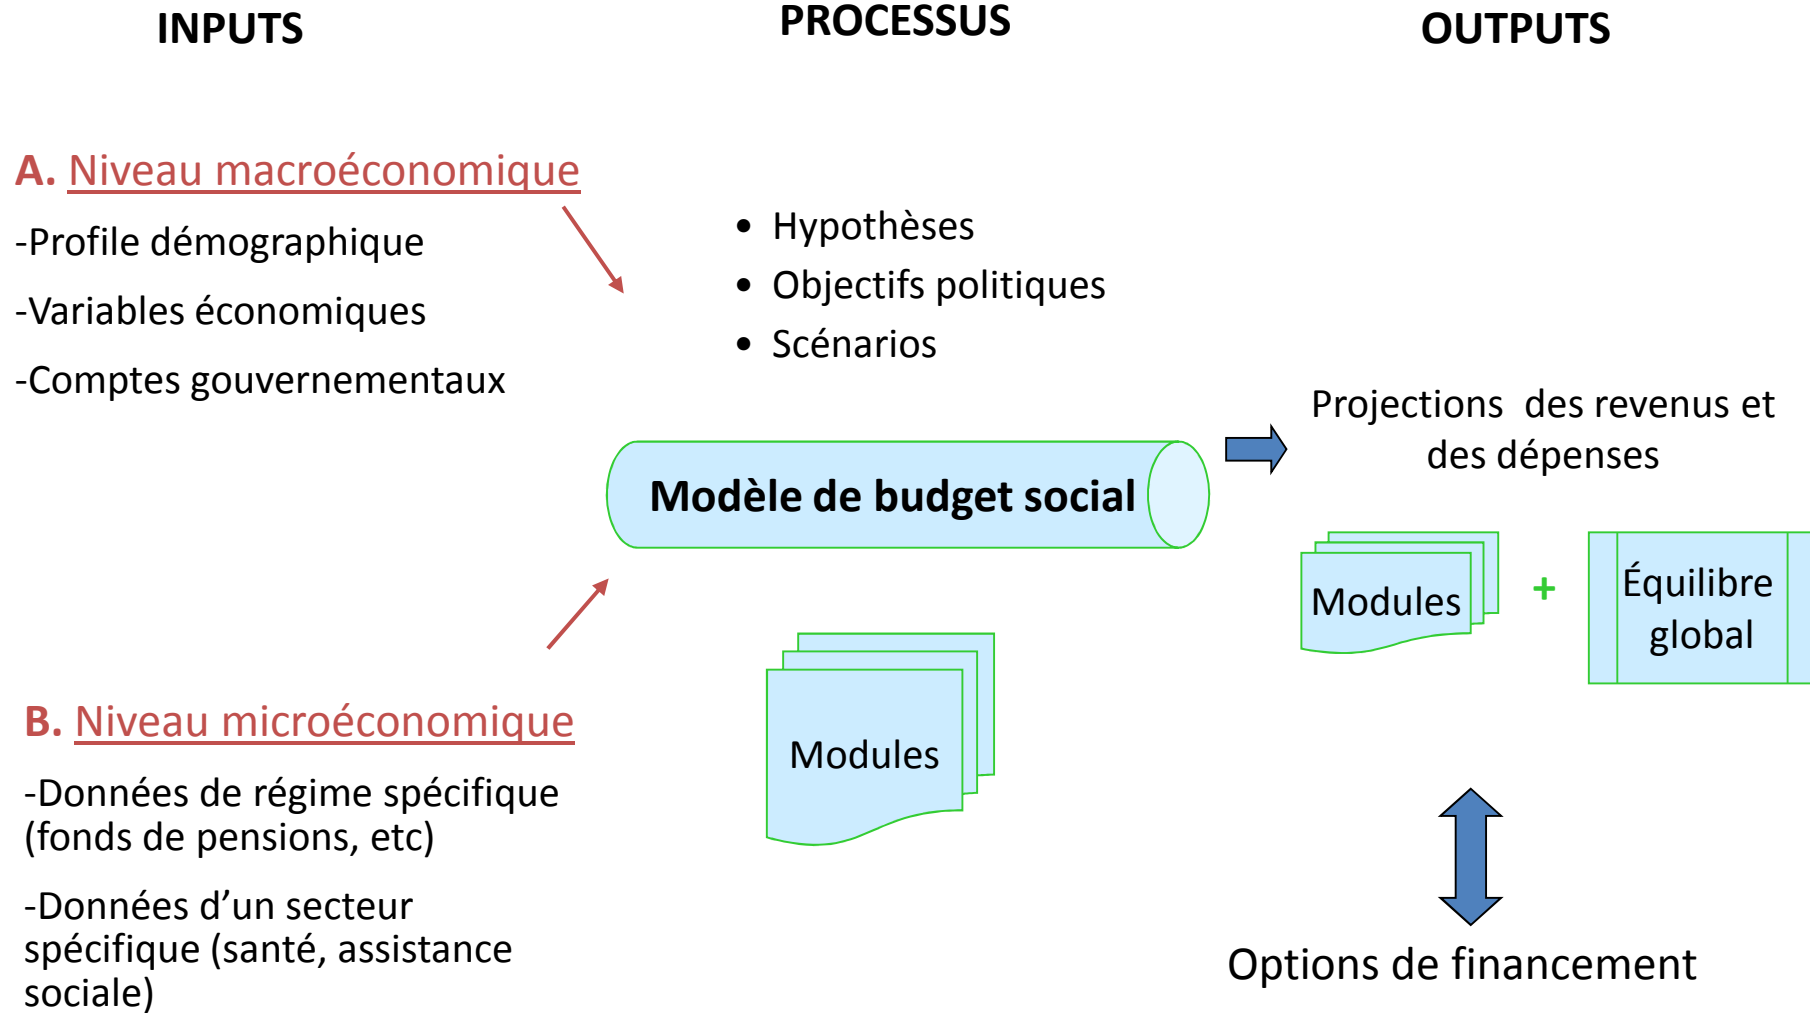 INPUTS
PROCESSUS
OUTPUTS
A. Niveau macroéconomique
-Profile démographique
-Variables économiques
-Comptes gouvernementaux
• Hypothèses
• Objectifs politiques
• Scénarios
Modèle de budget social
Modules
B. Niveau microéconomique
-Données de régime spécifique
(fonds de pensions, etc)
-Données d’un secteur
spécifique (santé, assistance
sociale)
Projections des revenus et
des dépenses
Modules
+
Équilibre
global
Options de financement